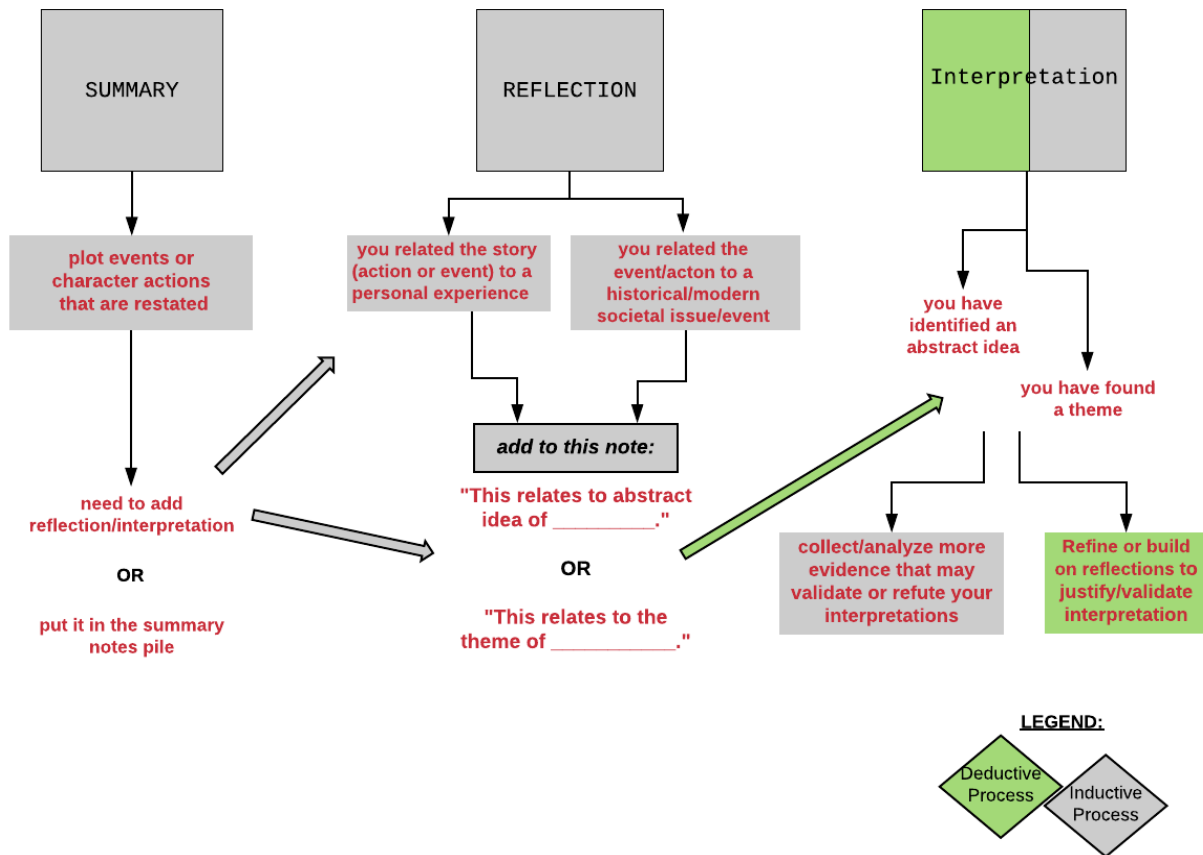 SUMMARY
plot events or
character actions
that are restated
need to add
reflection/interpretation
OR
put it in the summary
notes pile
REFLECTION
you related the story
(action or event) to a
personal experience
you related the
event/acton to a
historical/modern
societal issue/event
add to this note:
"This relates to abstract
idea of __________."
OR
"This relates to the
theme of ___________."
Interpretation
you have
identified an
abstract idea
you have found
a theme
collect/analyze more
evidence that may
validate or refute your
interpretations
Refine or build
on reflections to
justify/validate
interpretation
LEGEND:
Deductive
Process
Inductive
Process